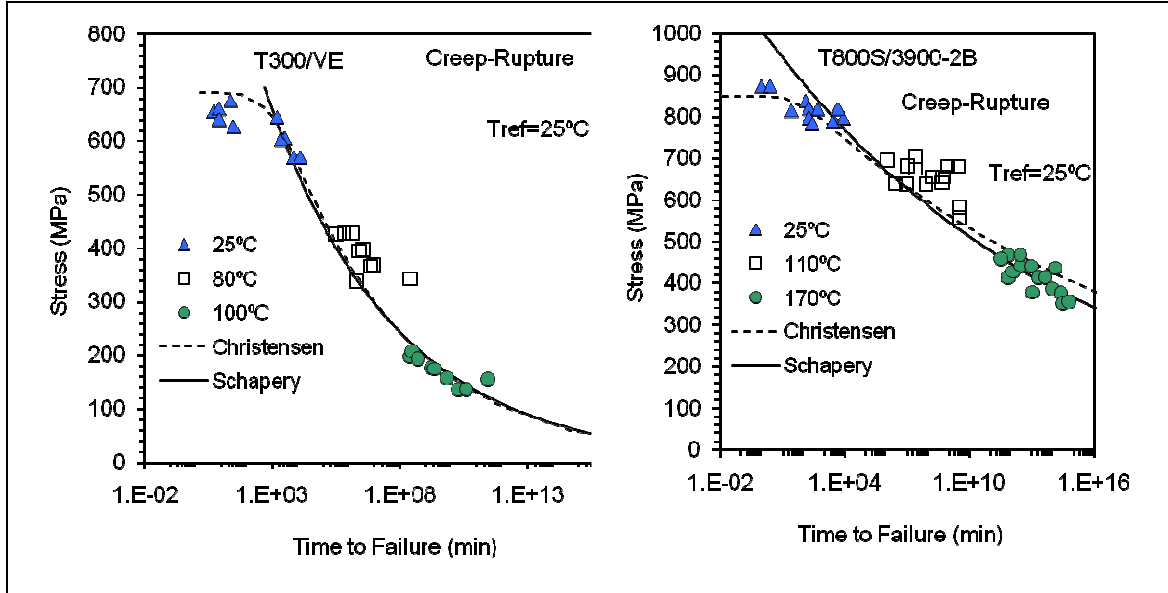 800
700
600
500
400
300
200
100
0
Stress (MPa)
T300/VE
Creep-Rupture
Tref=25ºC
25ºC
80ºC
100ºC
Christensen
Schapery
1.E-02
1.E+03
1.E+08
1.E+13
Time to Failure (min)
1000
900
800
700
600
500
400
300
200
100
0
Stress (MPa)
T800S/3900-2B
Creep-Rupture
Tref=25ºC
25ºC
110ºC
170ºC
Christensen
Schapery
1.E-02
1.E+04
1.E+10
1.E+16
Time to Failure (min)